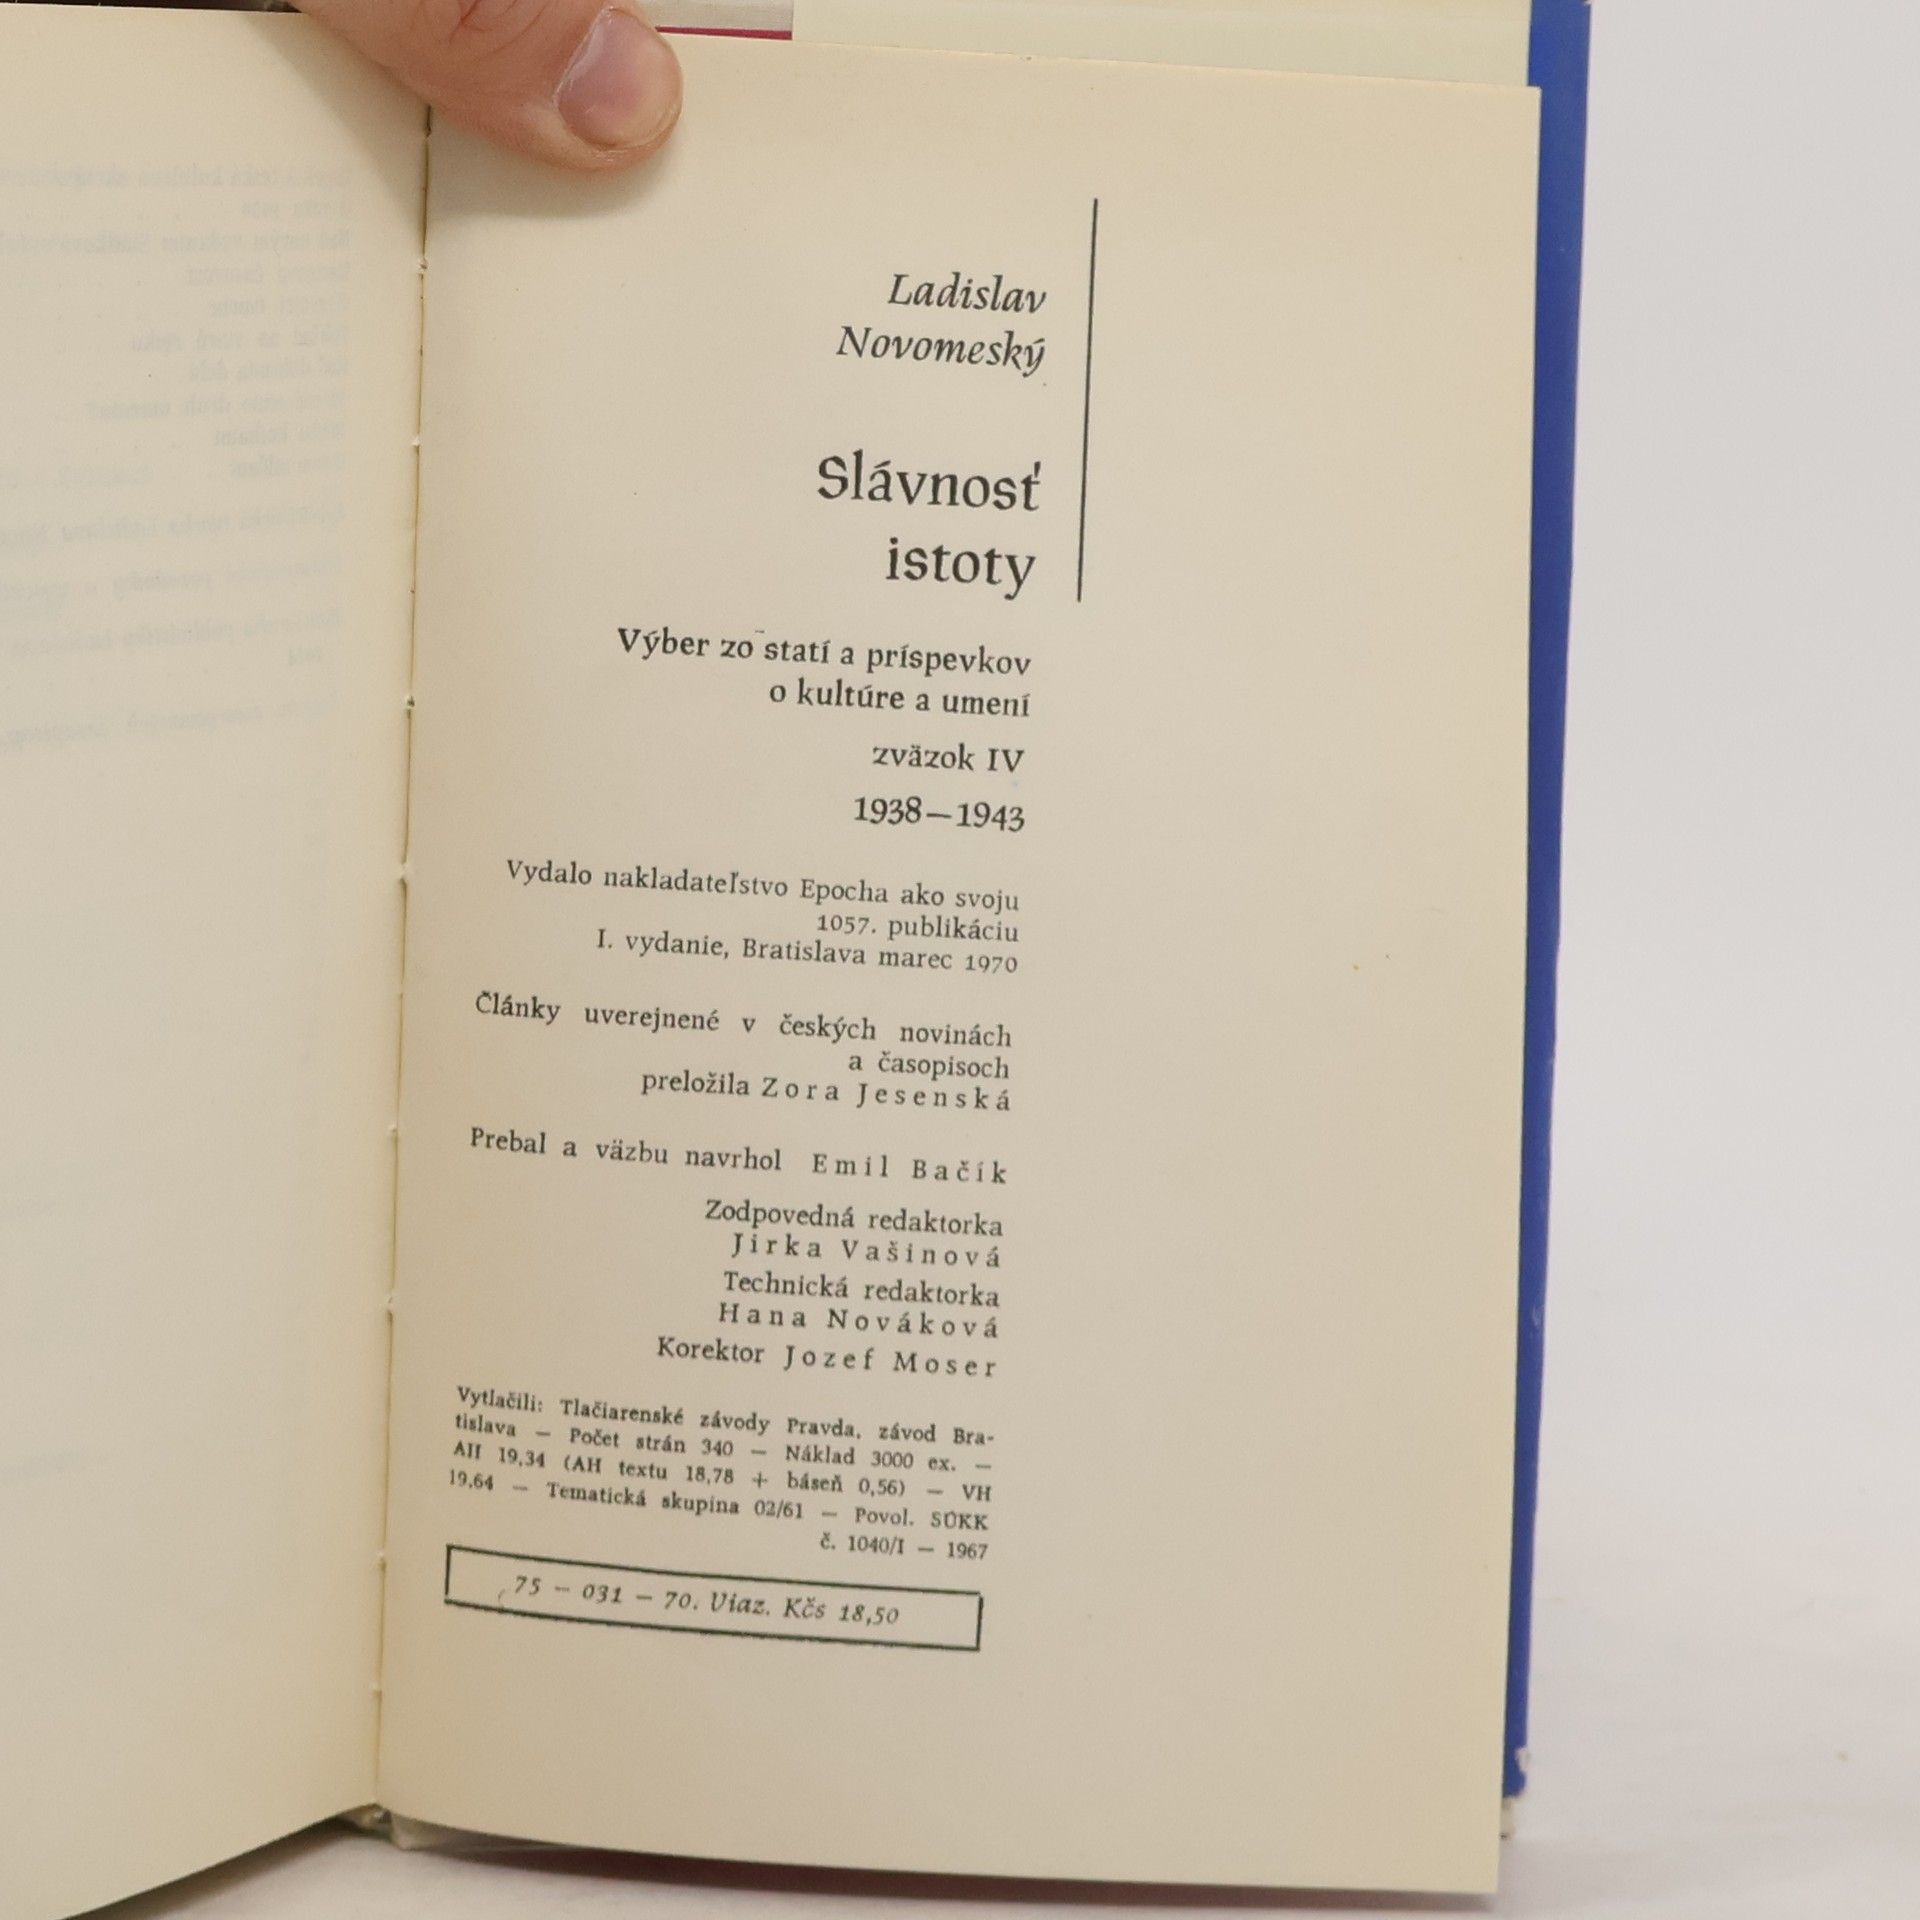 Ladislav
Novomeský
Slávnosť
istoty
Výber zo statí a príspevkov
o kultúre a umení
zväzok IV
1938—1943
Vydalo nakladateľstvo Epocha ako svoju
1057. publikáciu
I. vydanie, Bratislava marec 1970
Články uverejnené v českých novinách
a časopisoch
preložila Zora Jesenská
Prebal a väzbu navrhol Emil Bačík
Zodpovedná redaktorka
Jirka Vašinová
Technická redaktorka
Hana Nováková
Korektor Jozef Moser
Vytlačili: Tlačiarenské závody Pravda, závod Bra-
tislava — Počet strán 340 — Náklad 3000 ex. —
AH 19,34 (AH textu 18,78 + báseň 0,56) — VH
19,64 — Tematická skupina 02/61 — Povol. SÚKK
č. 1040/I — 1967
75 — 031 — 70. Viaz. Kčs 18,50